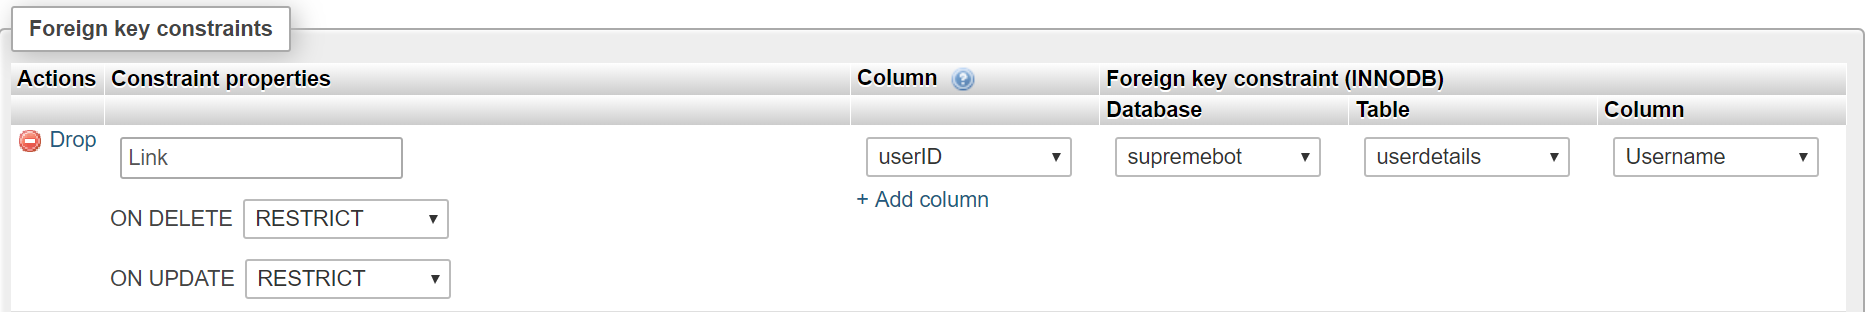 Foreign key constraints
Actions Constraint properties Column Foreign key constraint (INNODB)
Database Table Column
Drop Link userID supremebot userdetails Username
+ Add column
ON DELETE RESTRICT
ON UPDATE RESTRICT